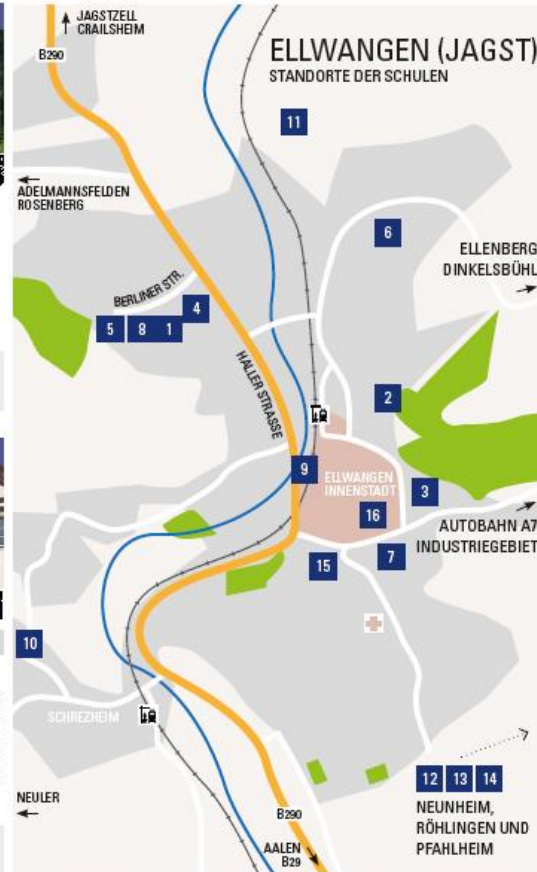 JAGSTZELL
CRAILSHEIM
B290
ELLWANGEN (JAGST)
STANDORTE DER SCHULEN
11
ADELMANNSFELDEN
ROSENBERG
6
ELLENBERG
DINKELSBÜHL
BERLINER STR.
4
5 8 1
HALLER STRASSE
2
9
ELLWANGEN
INNENSTADT
3
16
AUTOBAHN A7
INDUSTRIEGEBIET
15
7
10
SCHREZHEIM
12 13 14
NEUNHEIM,
RÖHLINGEN UND
PFAHLHEIM
NEULER
B290
AALEN
B29